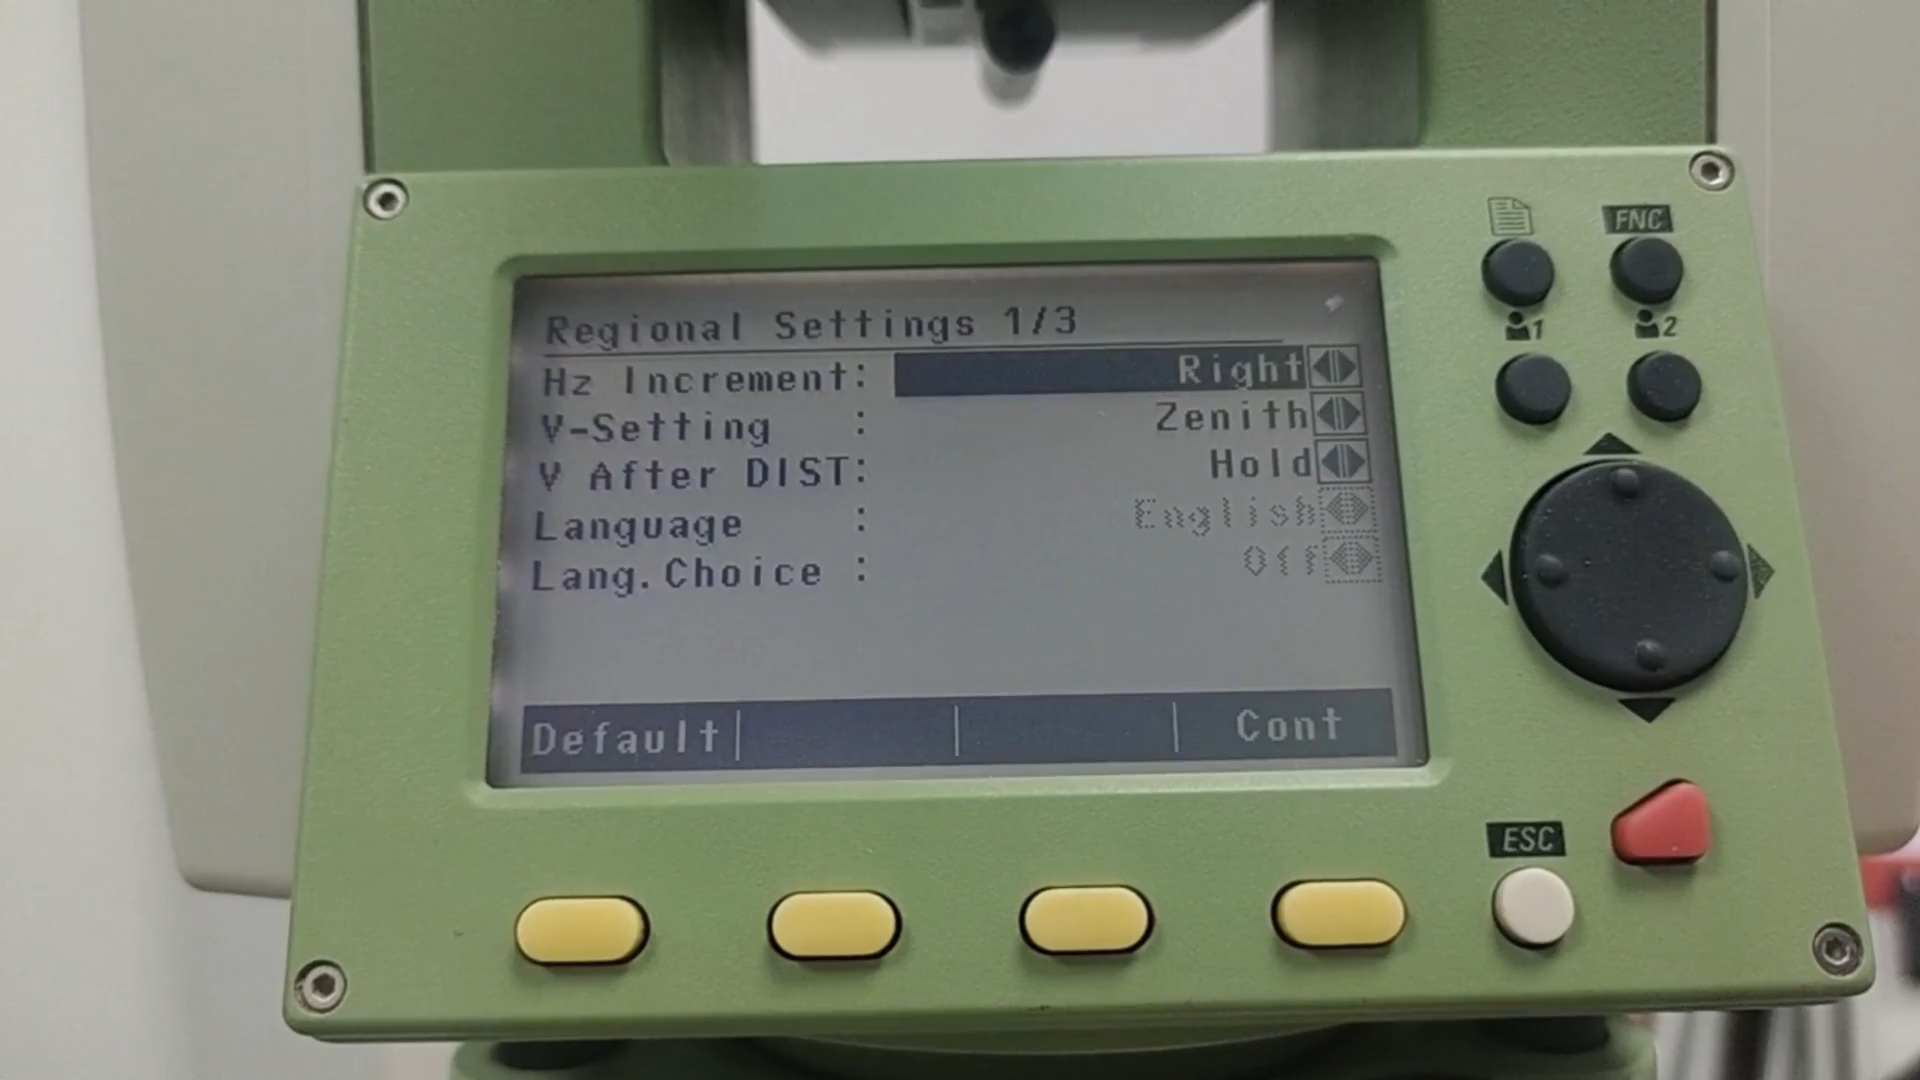 FNC
Regional Settings 1/3
1
2
Hz Increment: Right
V-Setting : Zenith
V After DIST: Hold
Language : English
Lang.Choice : Off
Default Cont
ESC